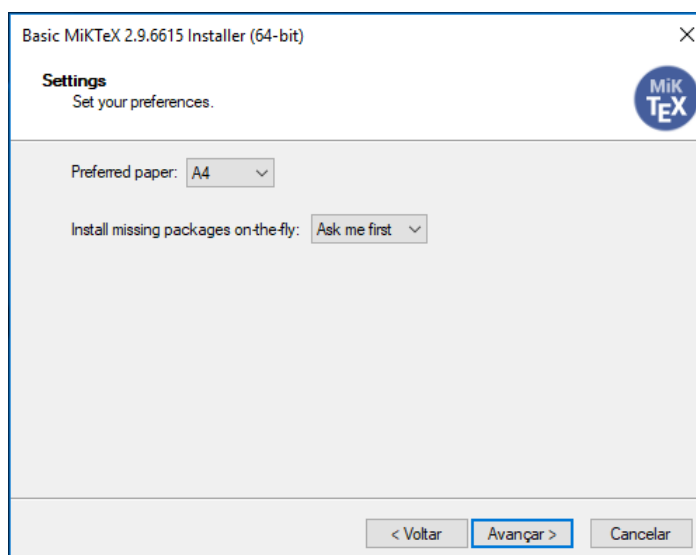 Basic MiKTeX 2.9.6615 Installer (64-bit)
Settings
Set your preferences.
MiK
TEX
Preferred paper: A4
Install missing packages on-the-fly: Ask me first
< Voltar Avançar > Cancelar